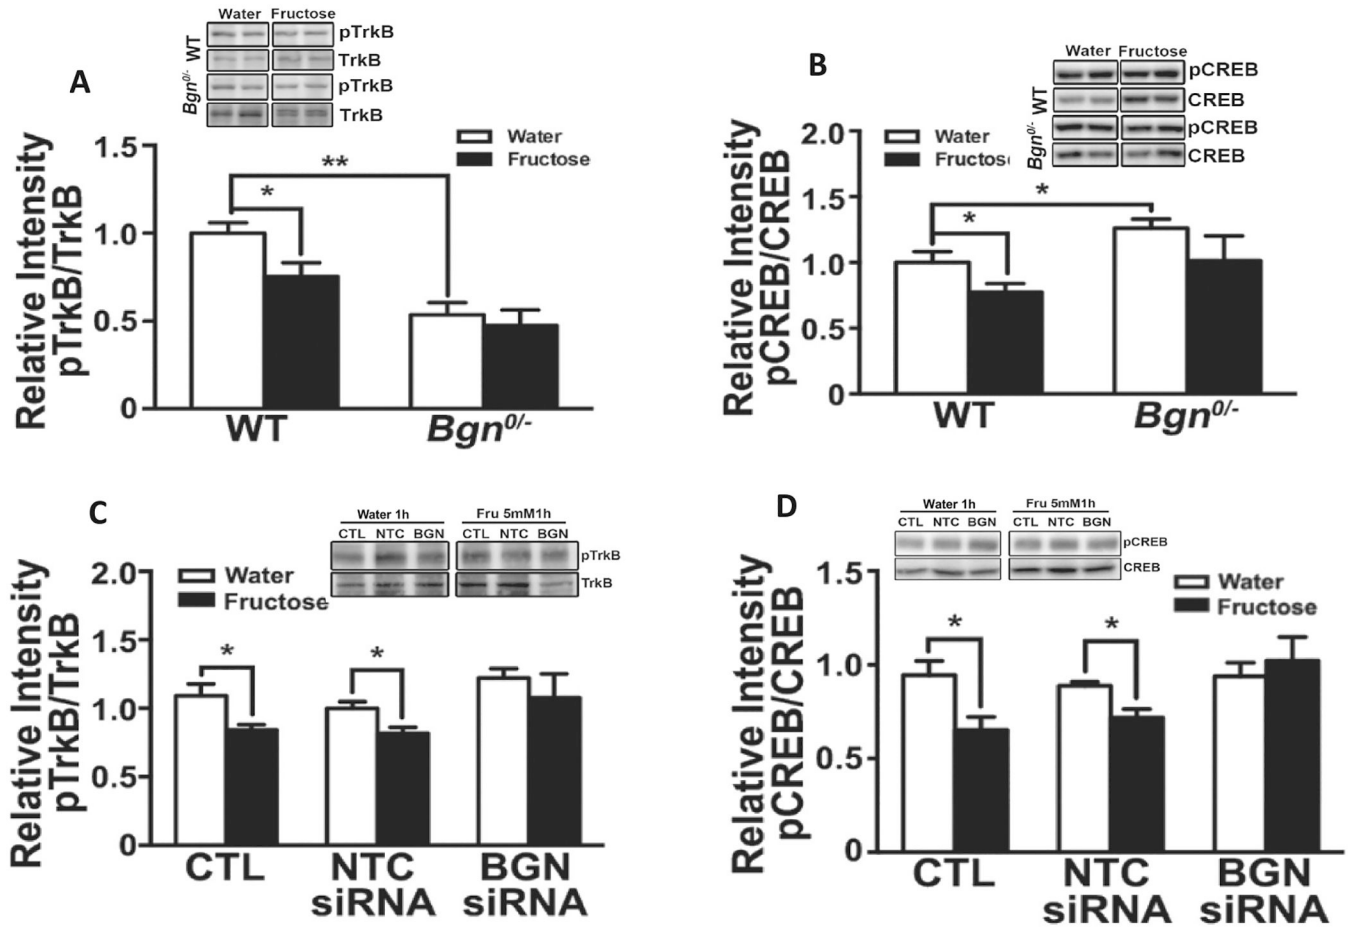 A
Water Fructose
WT
Bgn0/-
pTrkB
TrkB
pTrkB
TrkB
Water
Fructose
Relative Intensity
pTrkB/TrkB
1.5
1.0
0.5
0
**
*
WT
Bgn0/-
B
Water Fructose
WT
Bgn0/-
pCREB
CREB
pCREB
CREB
Water
Fructos
Relative Intensity
pCREB/CREB
2.0
1.5
1.0
0.5
0
*
*
WT
Bgn0/-
C
Water 1h
Fru 5mM1h
CTL NTC BGN
CTL NTC BGN
pTrkB
TrkB
Water
Fructose
Relative Intensity
pTrkB/TrkB
2.0
1.5
1.0
0.5
0
*
*
CTL
NTC
siRNA
BGN
siRNA
D
Water 1h
Fru 5mM1h
CTL NTC BGN
CTL NTC BGN
pCREB
CREB
Water
Fructose
Relative Intensity
pCREB/CREB
1.5
1.0
0.5
0
*
*
CTL
NTC
siRNA
BGN
siRNA